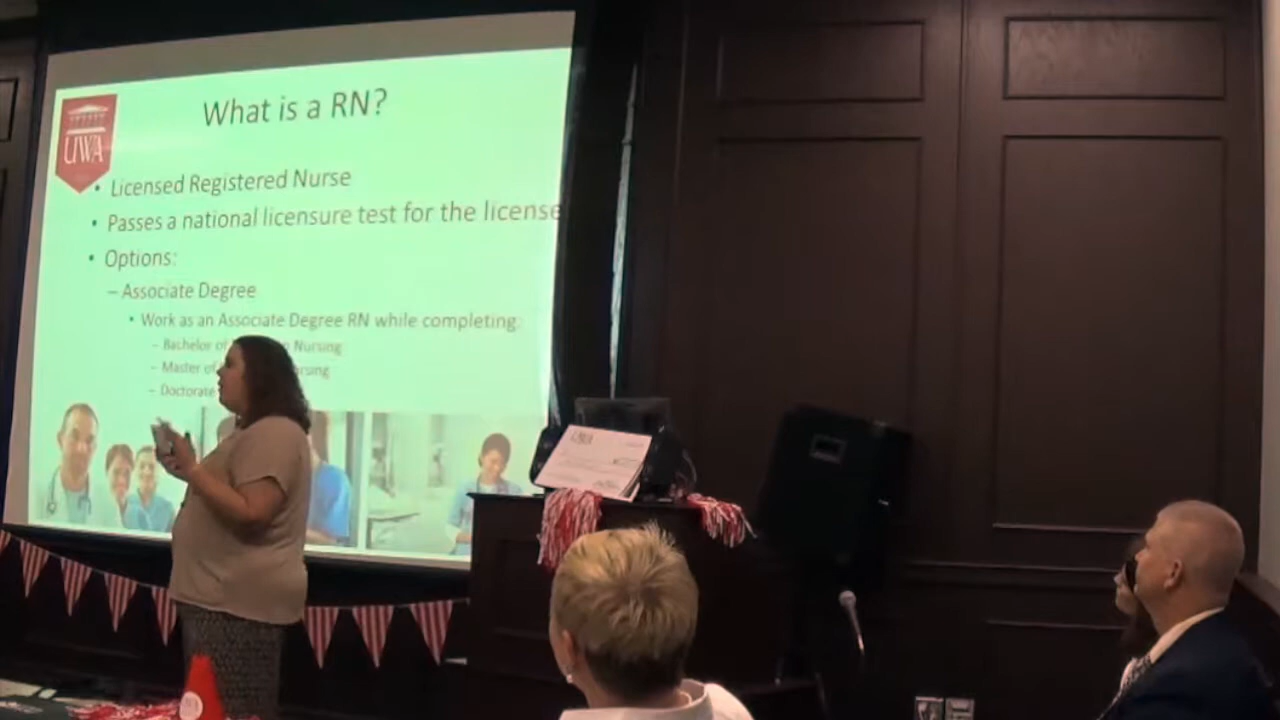 What is a RN?
UWA
• Licensed Registered Nurse
• Passes a national licensure test for the license
• Options:
– Associate Degree
• Work as an Associate Degree RN while completing:
– Bachelor of Nursing
– Master of
– Doctorate